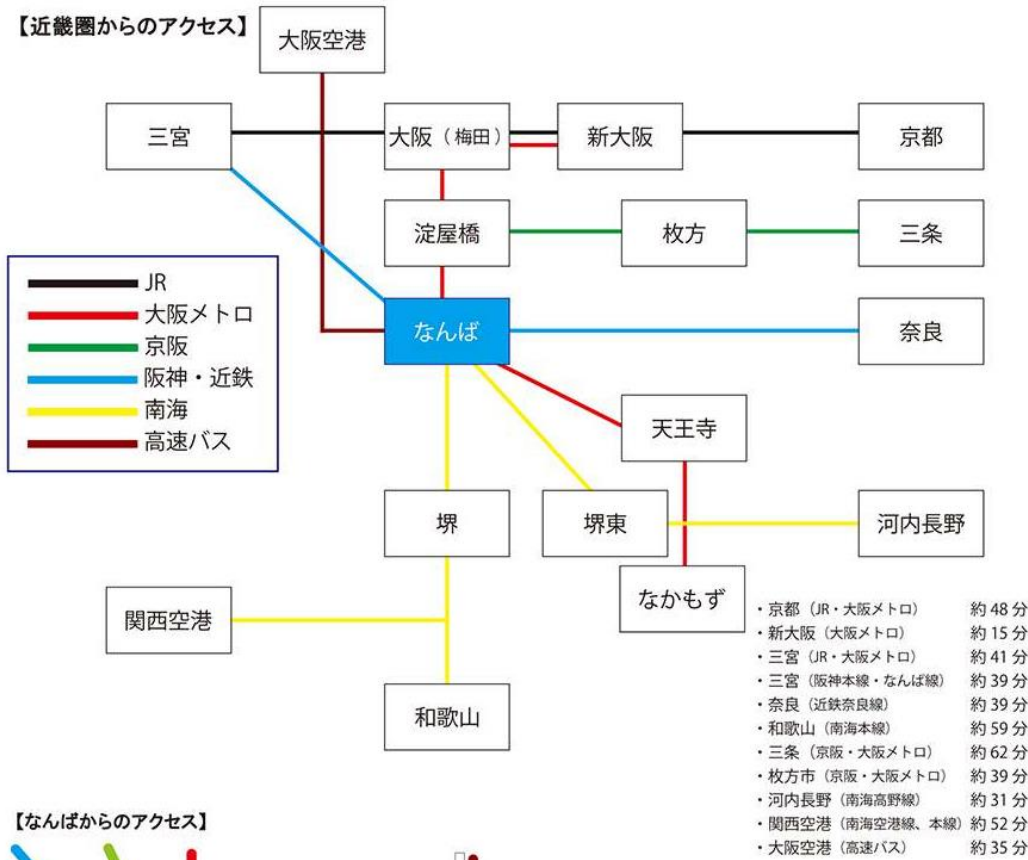 【近畿圏からのアクセス】
大阪空港
三宮
大阪（梅田）
新大阪
京都
淀屋橋
枚方
三条
JR
大阪メトロ
京阪
阪神・近鉄
南海
高速バス
なんば
奈良
天王寺
堺
堺東
河内長野
関西空港
なかもず
和歌山
・京都（JR・大阪メトロ） 約48分
・新大阪（大阪メトロ） 約15分
・三宮（JR・大阪メトロ） 約41分
・三宮（阪神本線・なんば線） 約39分
・奈良（近鉄奈良線） 約39分
・和歌山（南海本線） 約59分
・三条（京阪・大阪メトロ） 約62分
・枚方市（京阪・大阪メトロ） 約39分
・河内長野（南海高野線） 約31分
・関西空港（南海空港線、本線） 約52分
・大阪空港（高速バス） 約35分
【なんばからのアクセス】